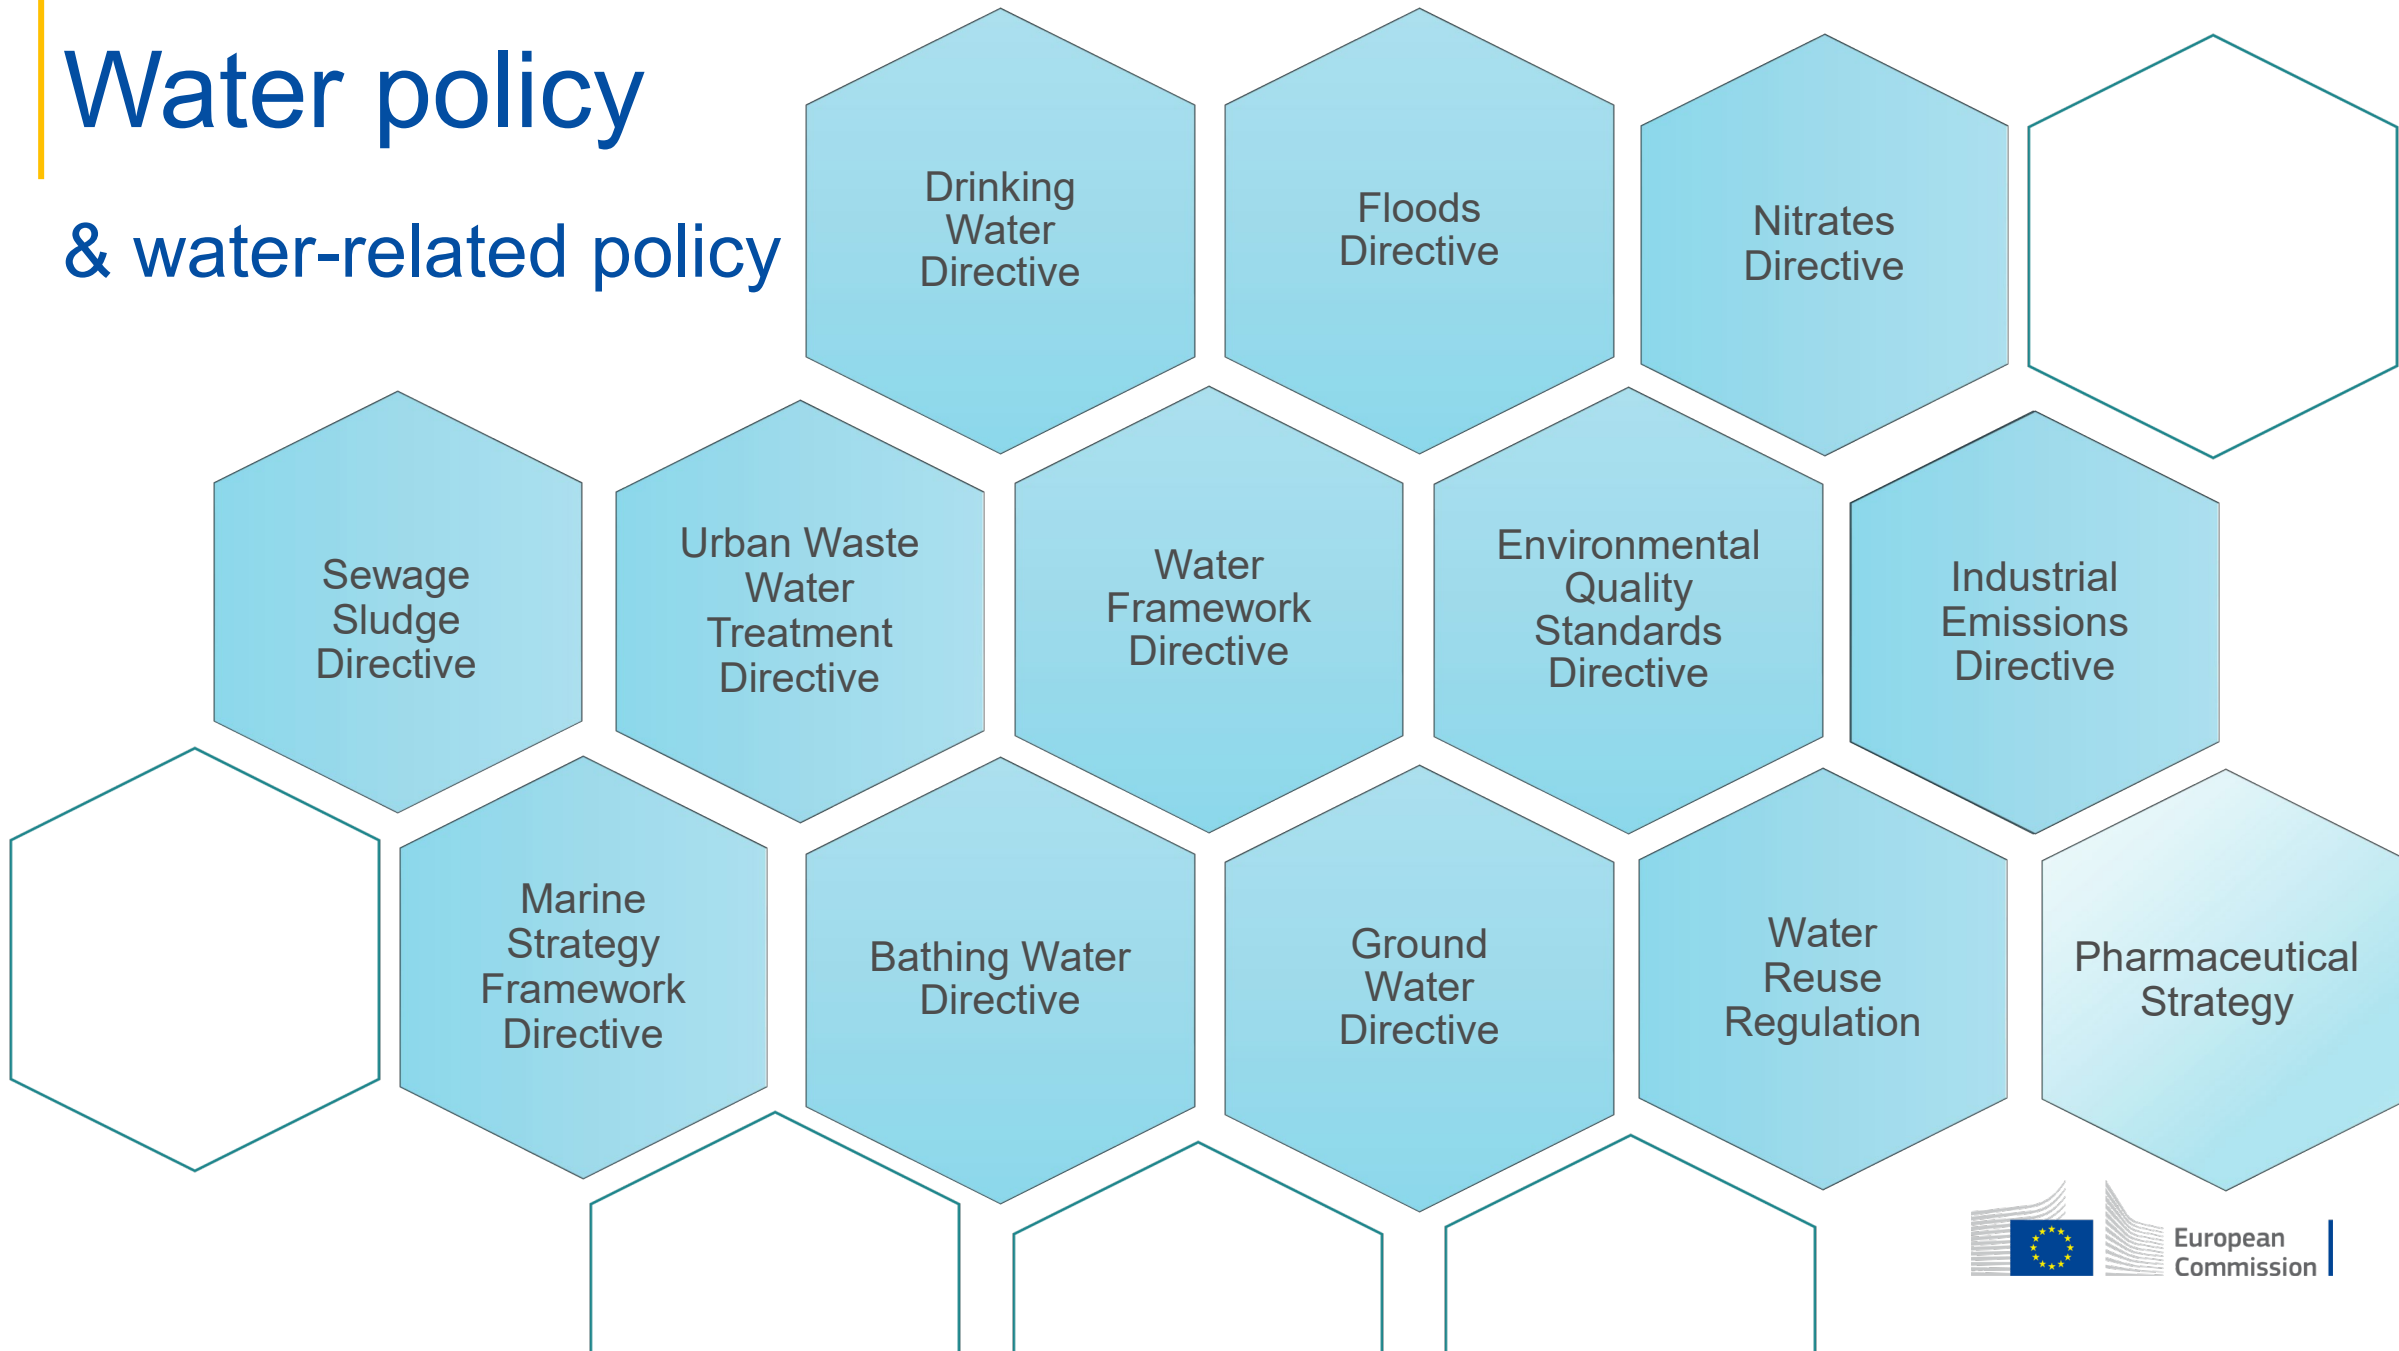 Water policy
& water-related policy
Drinking
Water
Directive
Floods
Directive
Nitrates
Directive
Sewage
Sludge
Directive
Urban Waste
Water
Treatment
Directive
Water
Framework
Directive
Environmental
Quality
Standards
Directive
Industrial
Emissions
Directive
Marine
Strategy
Framework
Directive
Bathing Water
Directive
Ground
Water
Directive
Water
Reuse
Regulation
Pharmaceutical
Strategy
European
Commission